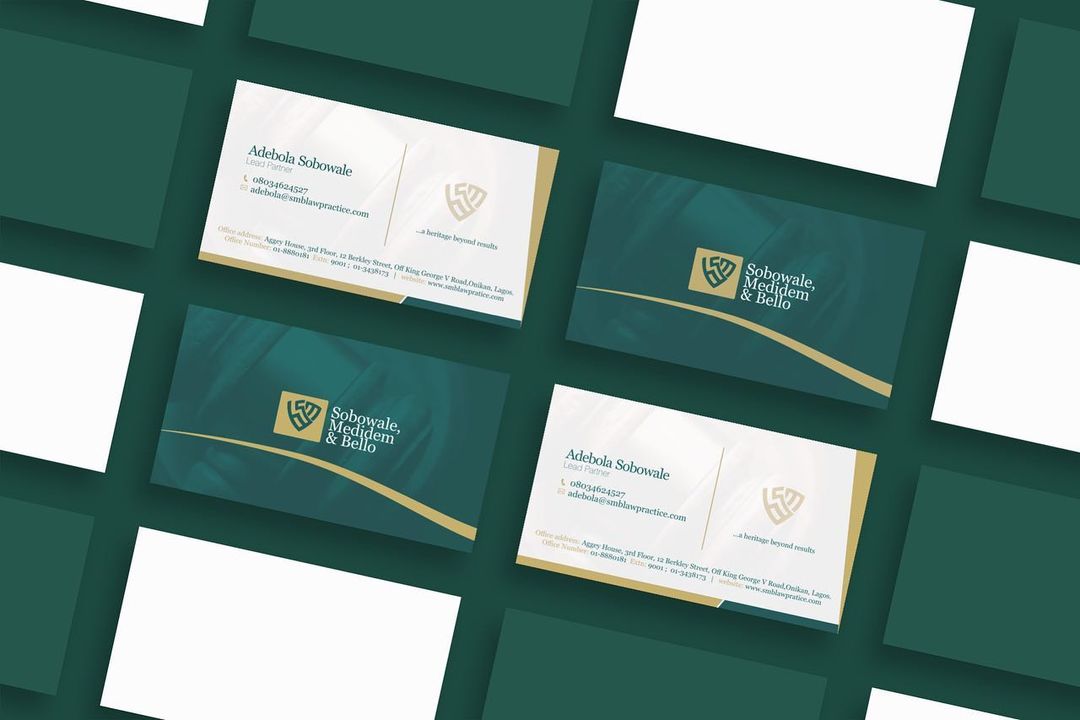 Adebola Sobowale
Lead Partner
08034624527
adebola@smblawpractice.com
...a heritage beyond results
Office address: Aggey House, 3rd Floor, 12 Berkley Street, Off King George V Road,Onikan, Lagos.
Office Number: 01-8880181 Extn: 9001 ; 01-3438173 | website: www.smblawpratice.com
Sobowale,
Medidem
& Bello
Sobowale,
Medidem
& Bello
Adebola Sobowale
Lead Partner
08034624527
adebola@smblawpractice.com
...a heritage beyond results
Office address: Aggey House, 3rd Floor, 12 Berkley Street, Off King George V Road,Onikan, Lagos.
Office Number: 01-8880181 Extn: 9001 ; 01-3438173 | website: www.smblawpratice.com